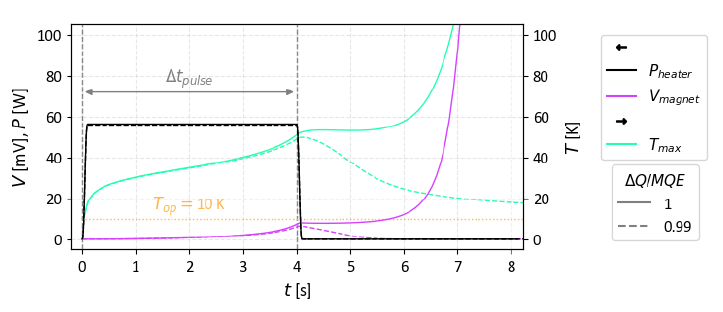 V [mV], P [W]
100
80
60
40
20
0
Δt_pulse
T_op = 10 K
0 1 2 3 4 5 6 7 8
t [s]
100
80
60
40
20
0
T [K]
P_heater
V_magnet
T_max
ΔQ/MQE
1
0.99